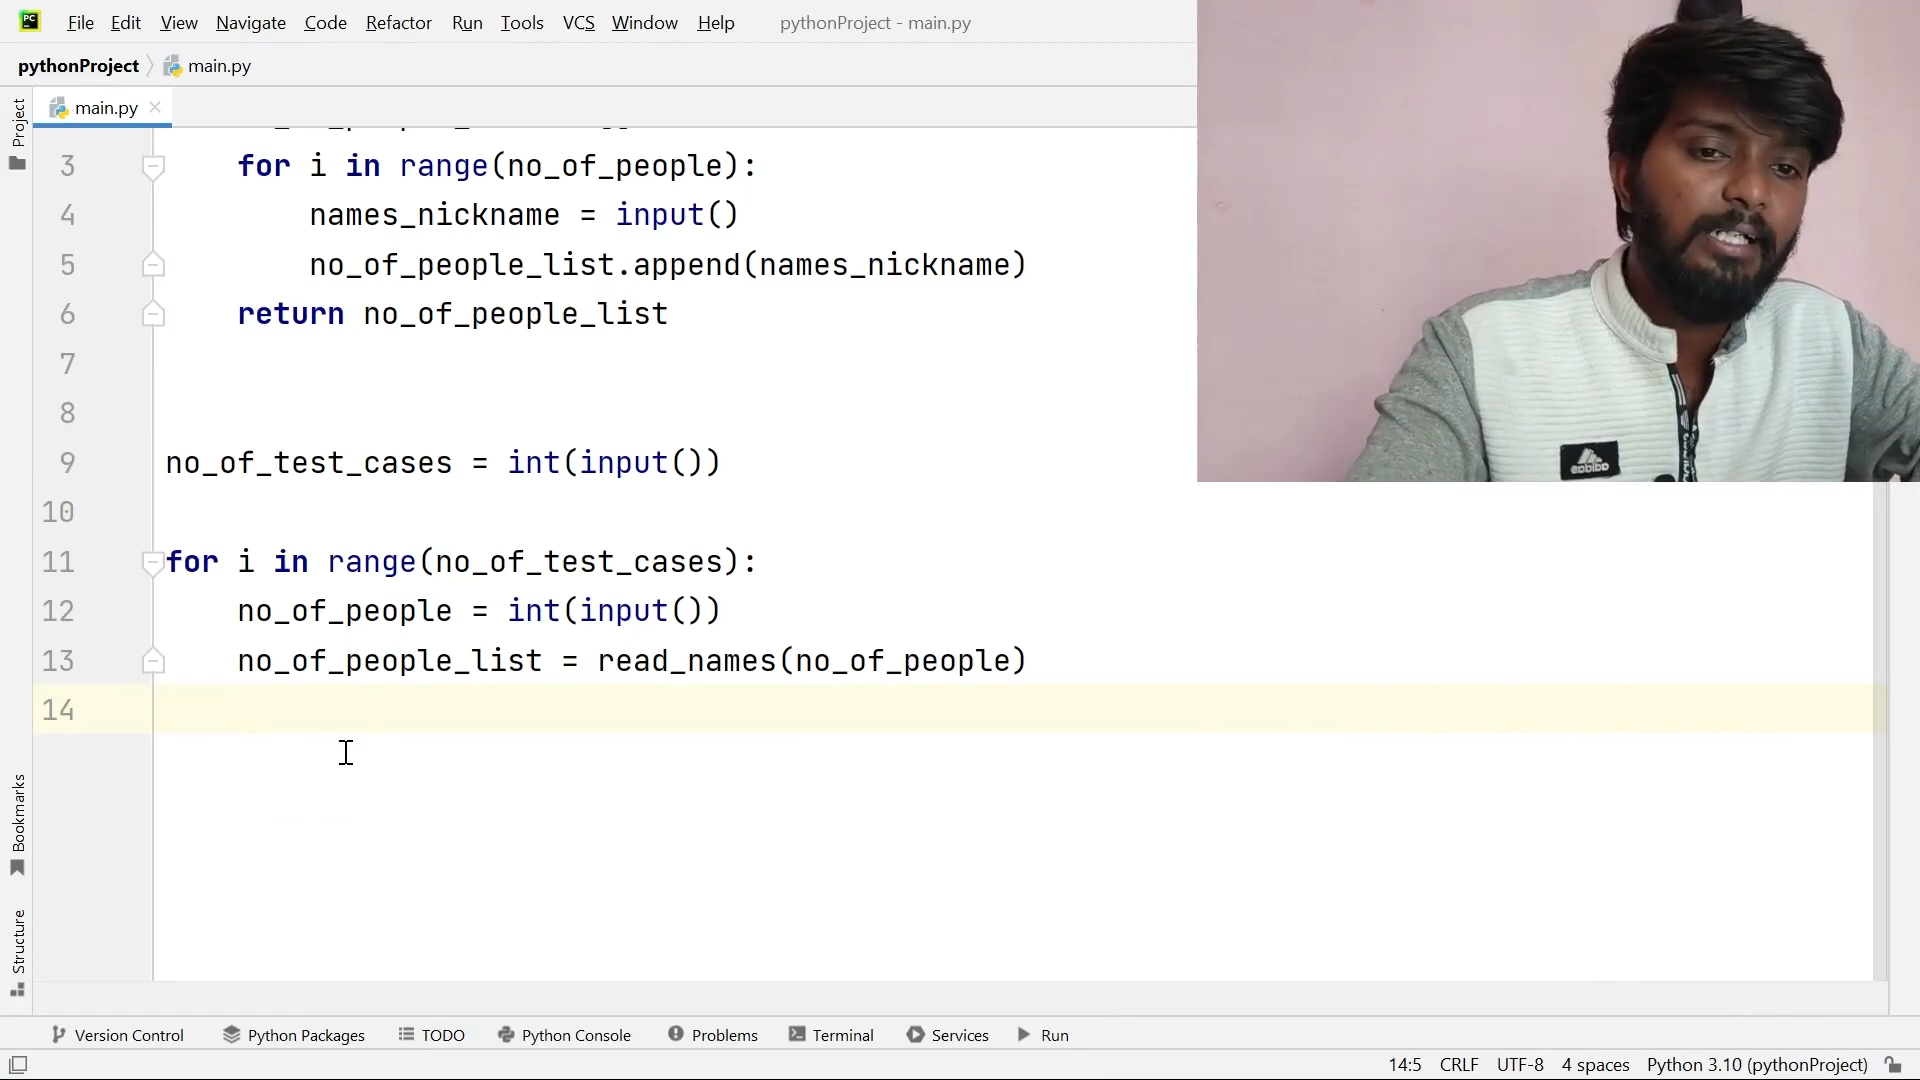 File Edit View Navigate Code Refactor Run Tools VCS Window Help pythonProject - main.py
pythonProject main.py
Project
main.py
3 for i in range(no_of_people):
4 names_nickname = input()
5 no_of_people_list.append(names_nickname)
6 return no_of_people_list
7
8
9 no_of_test_cases = int(input())
10
11 for i in range(no_of_test_cases):
12 no_of_people = int(input())
13 no_of_people_list = read_names(no_of_people)
14
Bookmarks
Structure
Version Control Python Packages TODO Python Console Problems Terminal Services Run
14:5 CRLF UTF-8 4 spaces Python 3.10 (pythonProject)